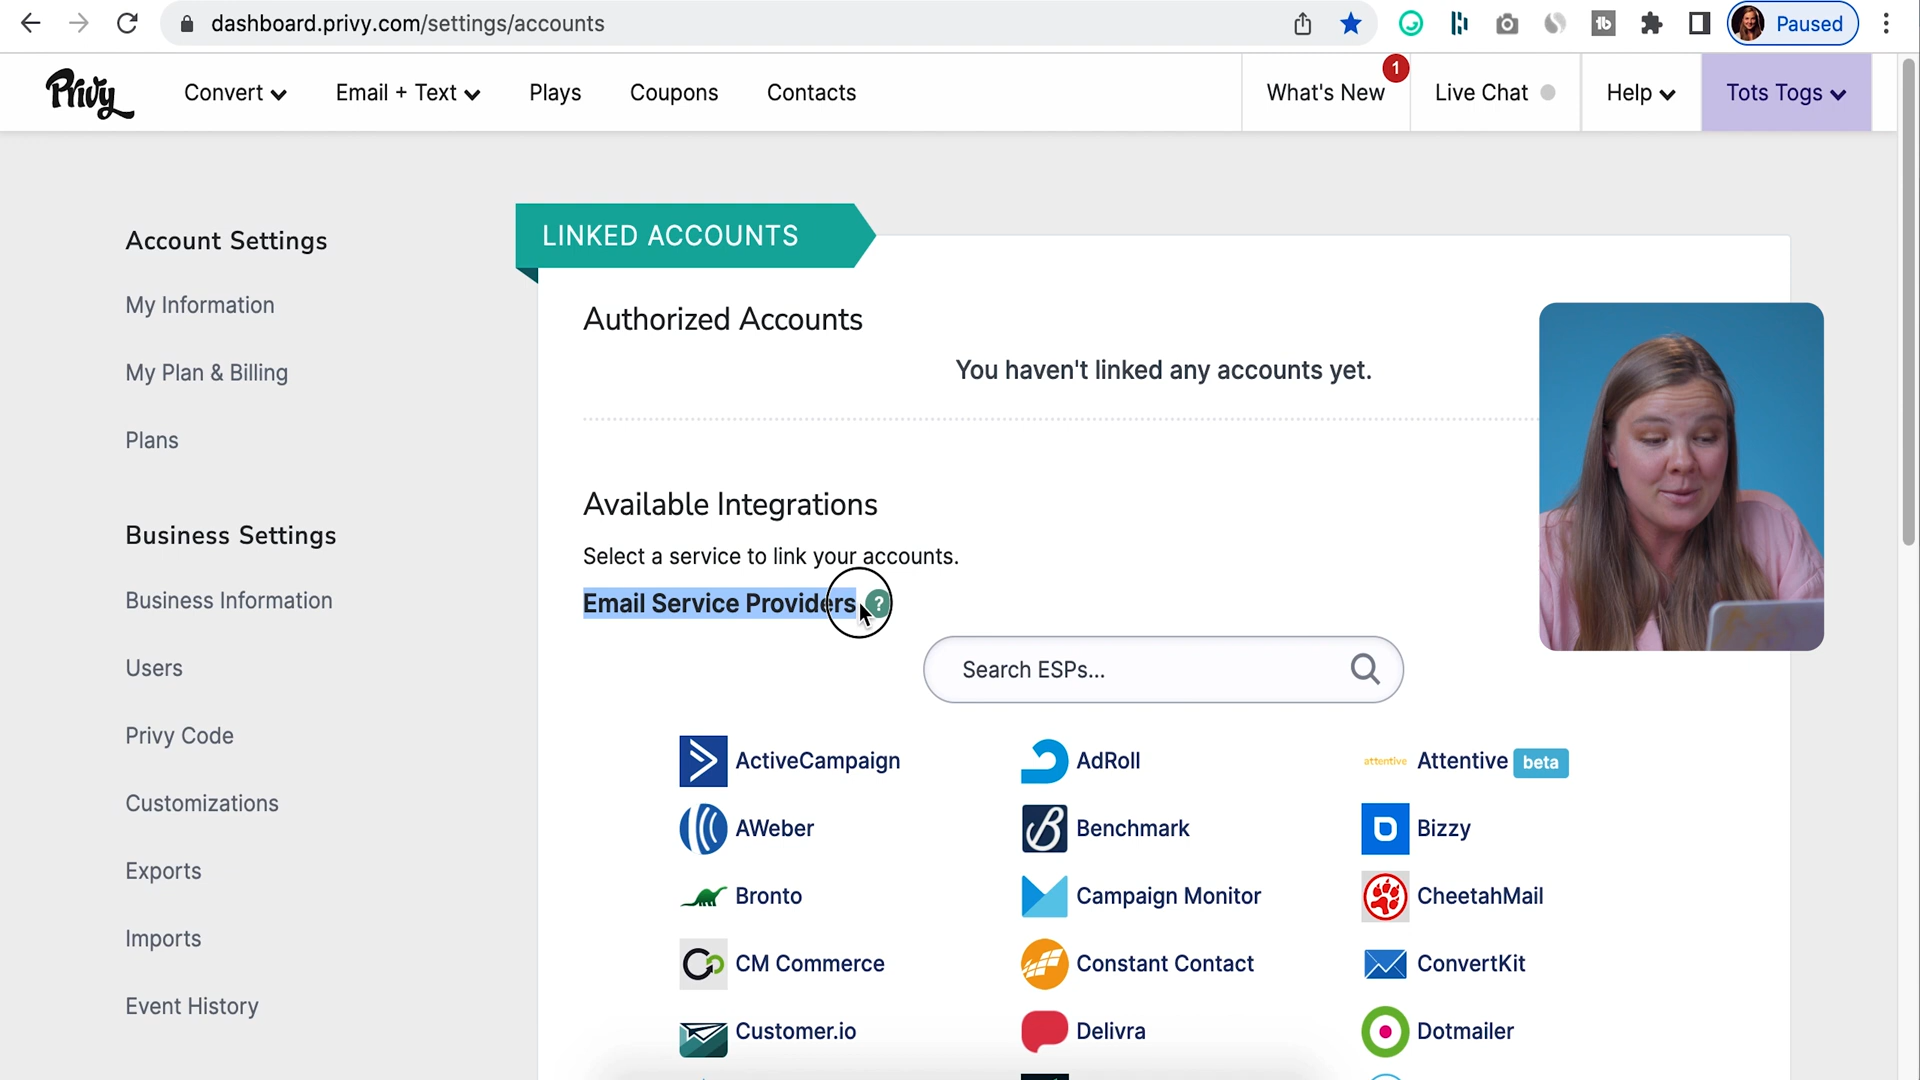 dashboard.privy.com/settings/accounts
Paused
Privy
Convert
Email + Text
Plays
Coupons
Contacts
What's New
1
Live Chat
Help
Tots Togs
Account Settings
My Information
My Plan & Billing
Plans
Business Settings
Business Information
Users
Privy Code
Customizations
Exports
Imports
Event History
LINKED ACCOUNTS
Authorized Accounts
You haven't linked any accounts yet.
Available Integrations
Select a service to link your accounts.
Email Service Providers ?
Search ESPs...
ActiveCampaign
AdRoll
attentive Attentive beta
AWeber
Benchmark
Bizzy
Bronto
Campaign Monitor
CheetahMail
CM Commerce
Constant Contact
ConvertKit
Customer.io
Delivra
Dotmailer